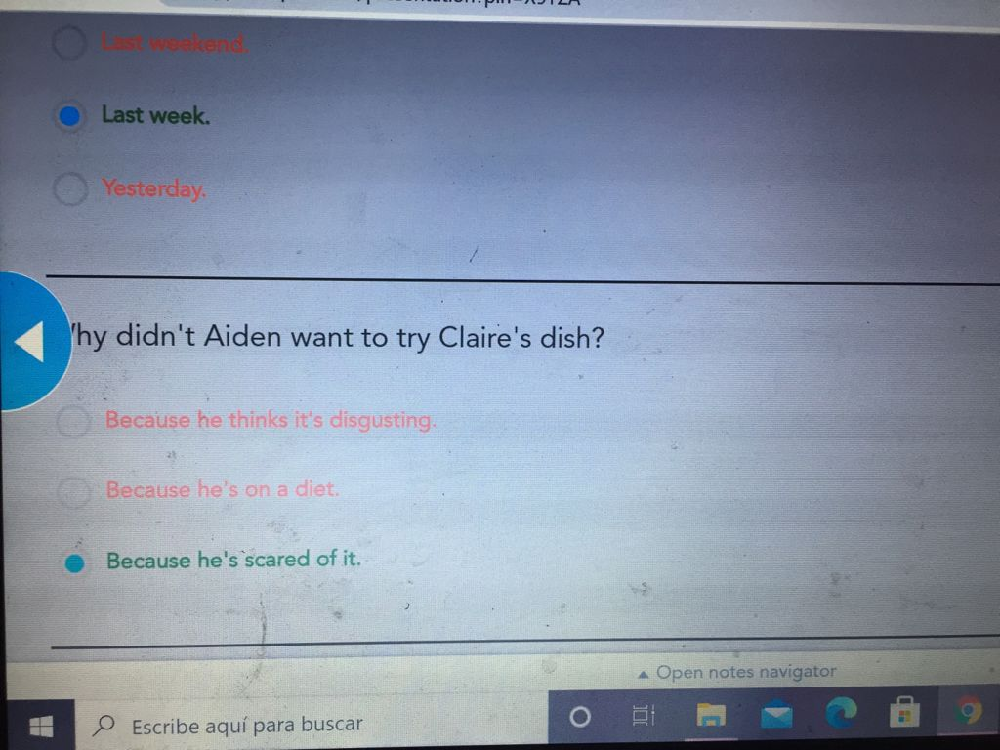 Last weekend.
Last week.
Yesterday.
hy didn't Aiden want to try Claire's dish?
Because he thinks it's disgusting.
Because he's on a diet.
Because he's scared of it.
Open notes navigator
Escribe aquí para buscar